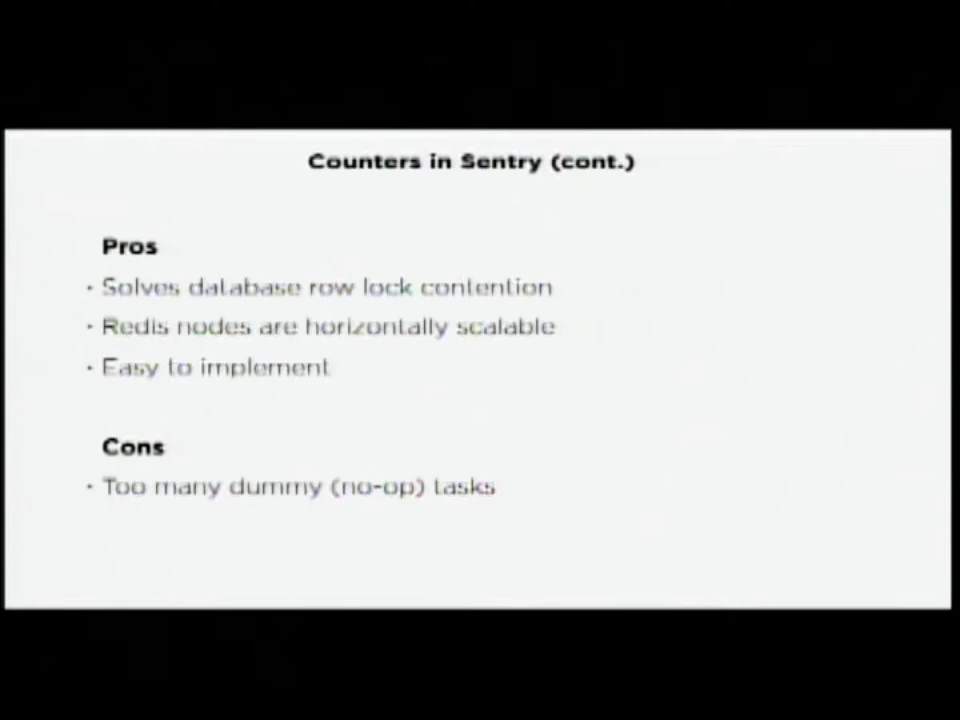 Counters in Sentry (cont.)
Pros
· Solves database row lock contention
· Redis nodes are horizontally scalable
· Easy to implement
Cons
· Too many dummy (no-op) tasks